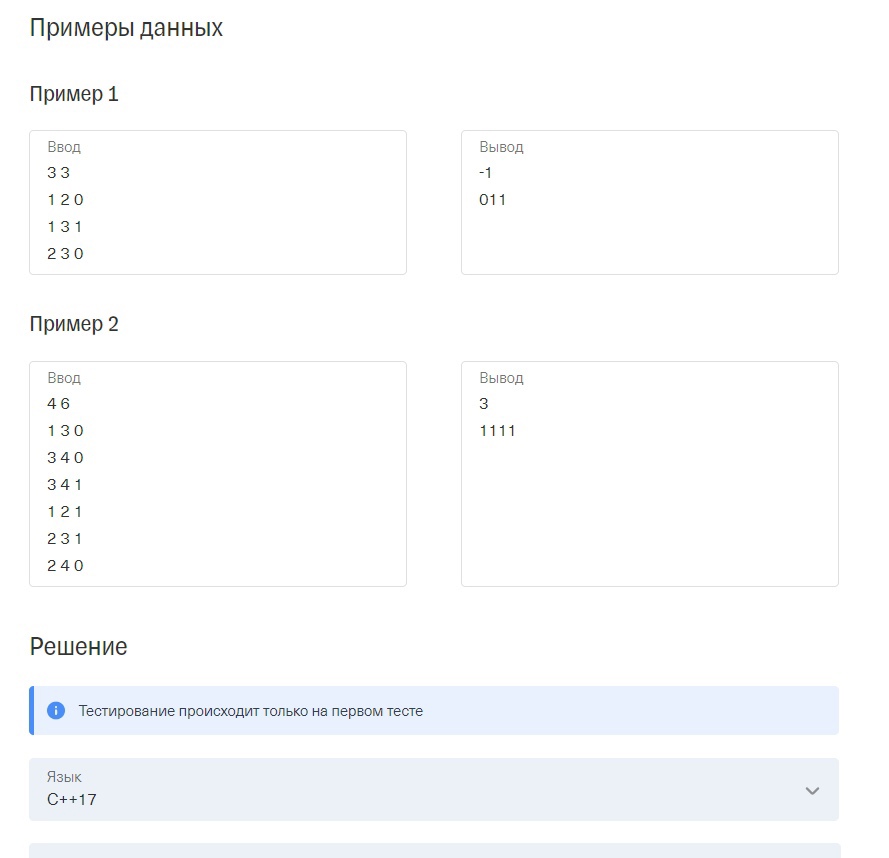 Примеры данных
Пример 1
Ввод
3 3
1 2 0
1 3 1
2 3 0
Вывод
-1
011
Пример 2
Ввод
4 6
1 3 0
3 4 0
3 4 1
1 2 1
2 3 1
2 4 0
Вывод
3
1111
Решение
Тестирование происходит только на первом тесте
Язык
C++17